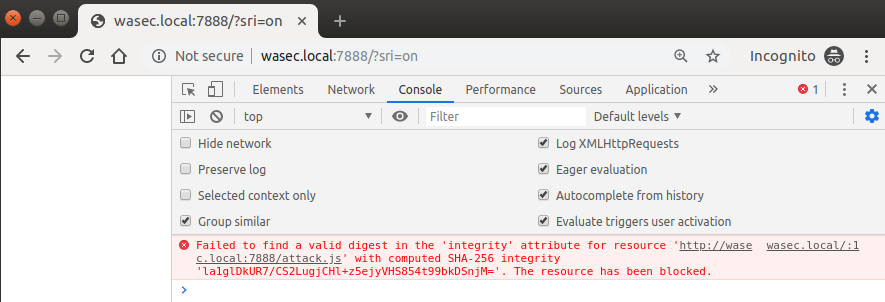 wasec.local:7888/?sri=on
Not secure | wasec.local:7888/?sri=on Incognito
Elements Network Console Performance Sources Application » 1
top Filter Default levels
Hide network Log XMLHttpRequests
Preserve log Eager evaluation
Selected context only Autocomplete from history
Group similar Evaluate triggers user activation
Failed to find a valid digest in the 'integrity' attribute for resource 'http://wase wasec.local/:1
c.local:7888/attack.js' with computed SHA-256 integrity
'la1glDkUR7/CS2LugjCHl+z5ejyVHS854t99bkDSnjM='. The resource has been blocked.